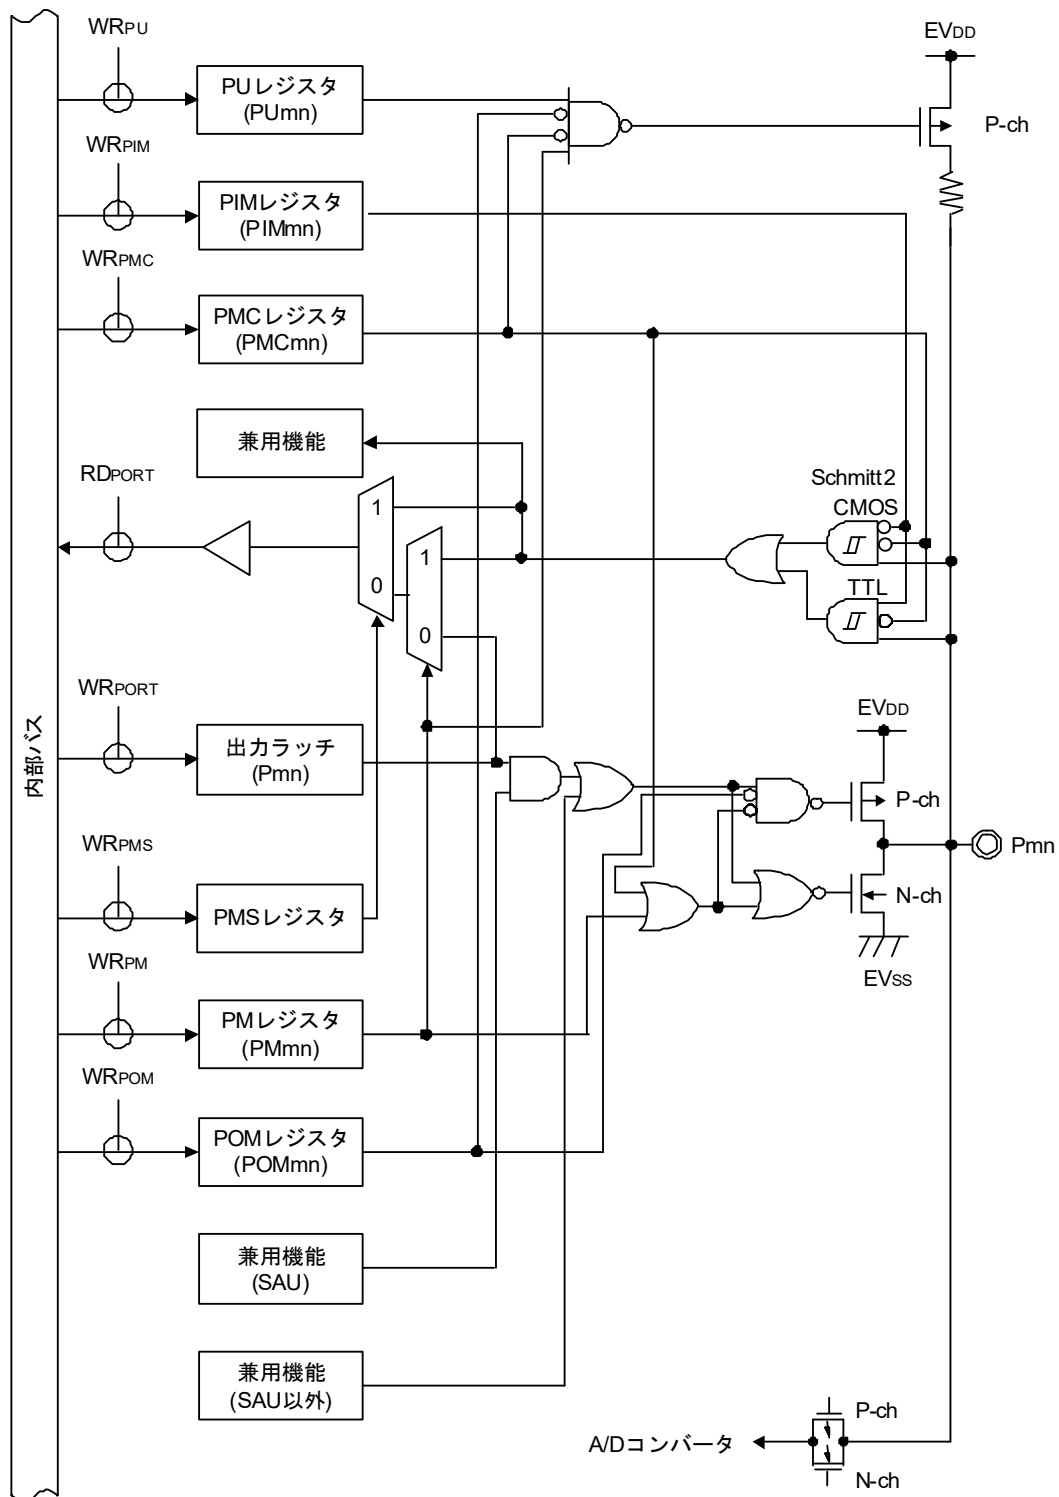 WRPU
PUレジスタ
(PUmn)
EVDD
P-ch
WRPIM
PIMレジスタ
(PIMmn)
WRPMC
PMCレジスタ
(PMCmn)
兼用機能
RDPORT
1
0
1
0
Schmitt2
CMOS
TTL
内部バス
WRPORT
出力ラッチ
(Pmn)
EVDD
P-ch
Pmn
N-ch
EVSS
WRPMS
PMSレジスタ
WRPM
PMレジスタ
(PMmn)
WRPOM
POMレジスタ
(POMmn)
兼用機能
(SAU)
兼用機能
(SAU以外)
P-ch
A/Dコンバータ
N-ch